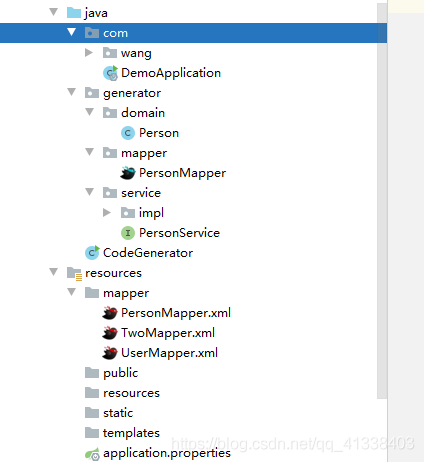 java
com
wang
DemoApplication
generator
domain
Person
mapper
PersonMapper
service
impl
PersonService
CodeGenerator
resources
mapper
PersonMapper.xml
TwoMapper.xml
UserMapper.xml
public
resources
static
templates
https://blog.csdn.net/qq_41338403
application.properties